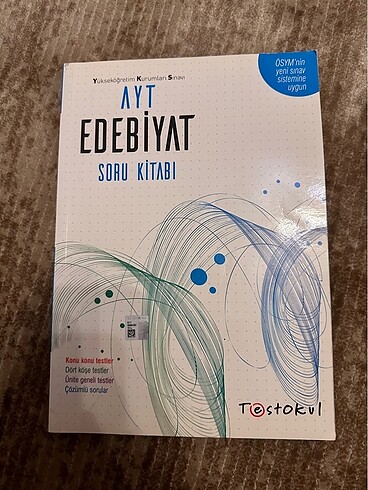 Yükseköğretim Kurumları Sınavı
ÖSYM'nin
yeni sınav
sistemine
uygun
AYT
EDEBİYAT
SORU KİTABI
Konu konu testler
Dört köşe testler
Ünite geneli testler
Çözümlü sorular
Testokul